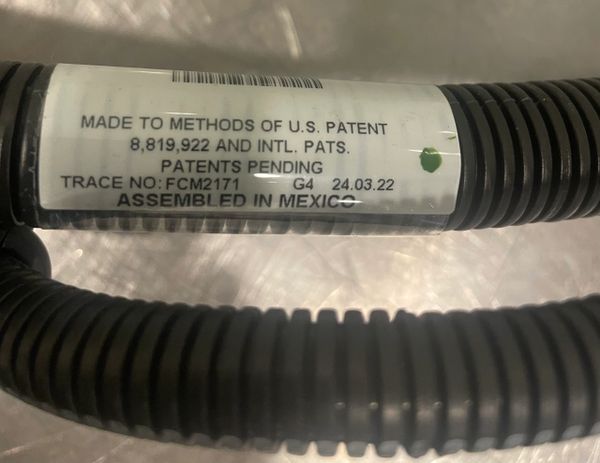 MADE TO METHODS OF U.S. PATENT
8,819,922 AND INTL. PATS.
PATENTS PENDING
TRACE NO: FCM2171 G4 24.03.22
ASSEMBLED IN MEXICO